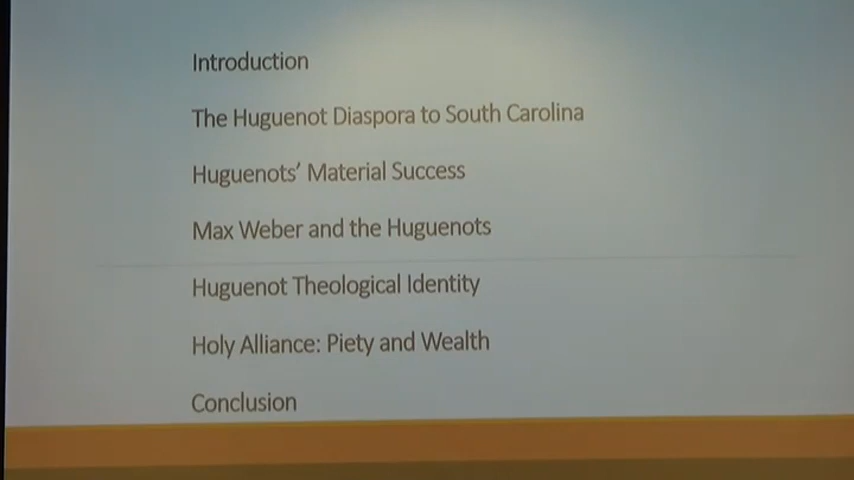 Introduction
The Huguenot Diaspora to South Carolina
Huguenots' Material Success
Max Weber and the Huguenots
Huguenot Theological Identity
Holy Alliance: Piety and Wealth
Conclusion